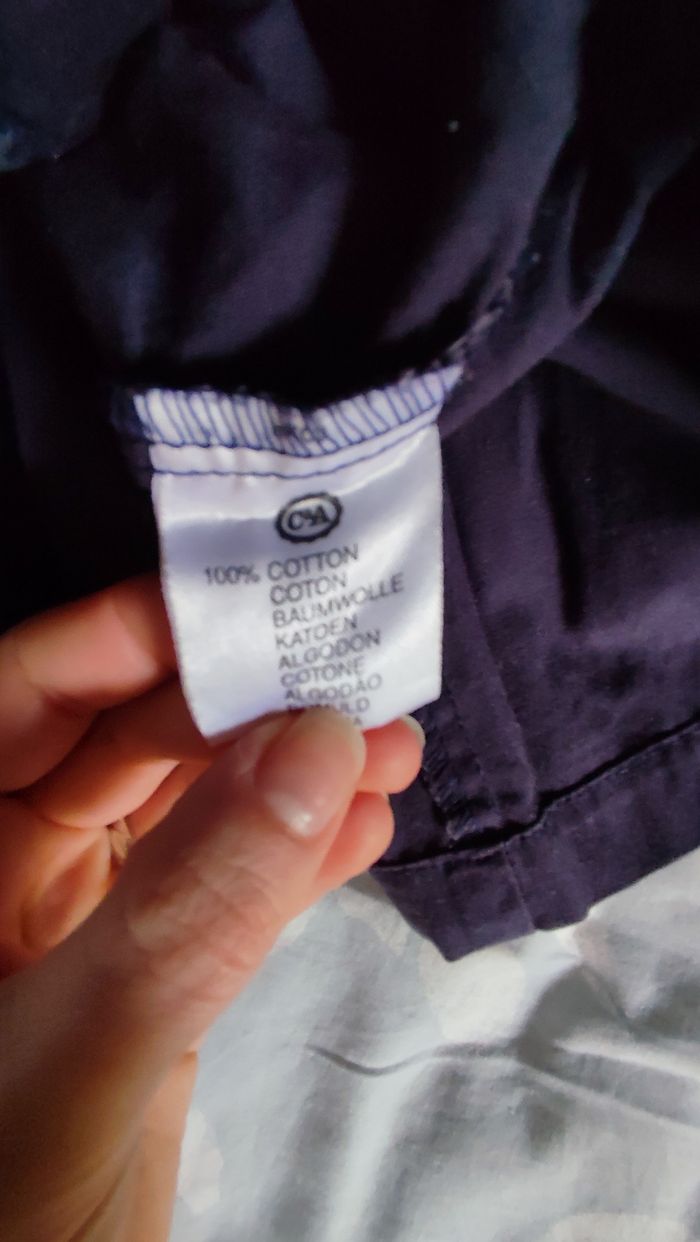 C&A
100% COTTON
COTON
BAUMWOLLE
KATOEN
ALGODON
COTONE
ALGODÃO